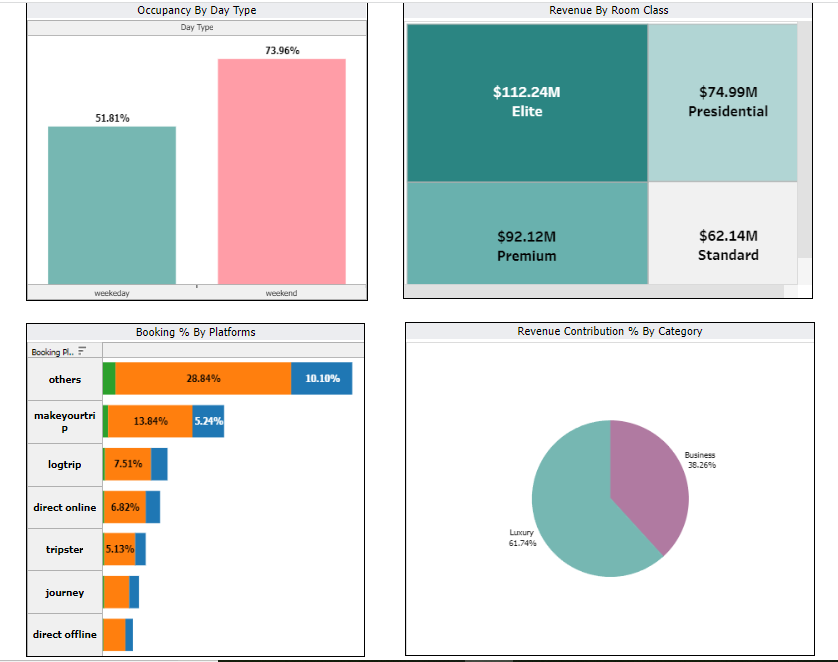 Occupancy By Day Type
Day Type
73.96%
51.81%
weekeday
weekend
Revenue By Room Class
$112.24M
Elite
$74.99M
Presidential
$92.12M
Premium
$62.14M
Standard
Booking % By Platforms
Booking Pl..
others
28.84%
10.10%
makeyourtri
p
13.84%
5.24%
logtrip
7.51%
direct online
6.82%
tripster
5.13%
journey
direct offline
Revenue Contribution % By Category
Business
38.26%
Luxury
61.74%